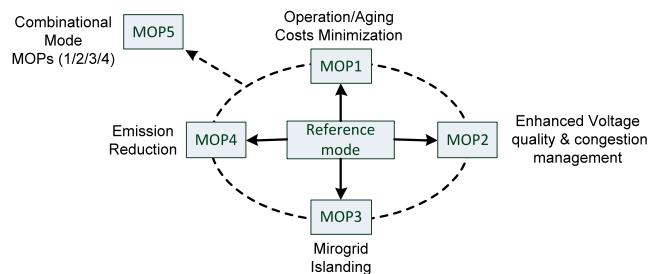 Combinational
Mode
MOPs (1/2/3/4)
MOP5
Operation/Aging
Costs Minimization
MOP1
Emission
Reduction
MOP4
Reference
mode
MOP2
Enhanced Voltage
quality & congestion
management
MOP3
Mirogrid
Islanding